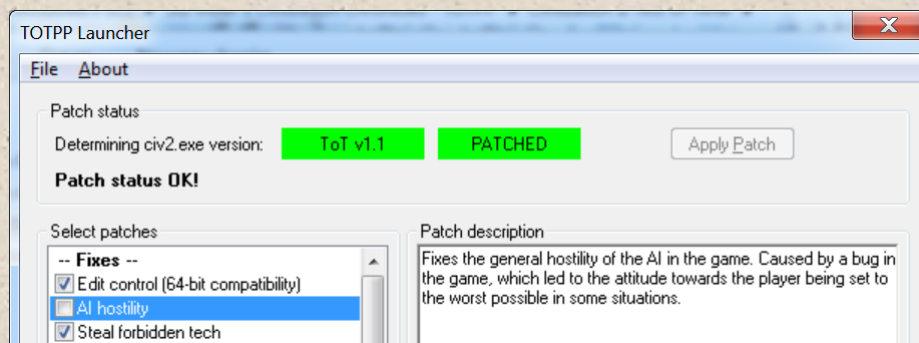 TOTPP Launcher
File About
Patch status
Determining civ2.exe version: ToT v1.1 PATCHED Apply Patch
Patch status OK!
Select patches
-- Fixes --
Edit control (64-bit compatibility)
AI hostility
Steal forbidden tech
Patch description
Fixes the general hostility of the AI in the game. Caused by a bug in
the game, which led to the attitude towards the player being set to
the worst possible in some situations.